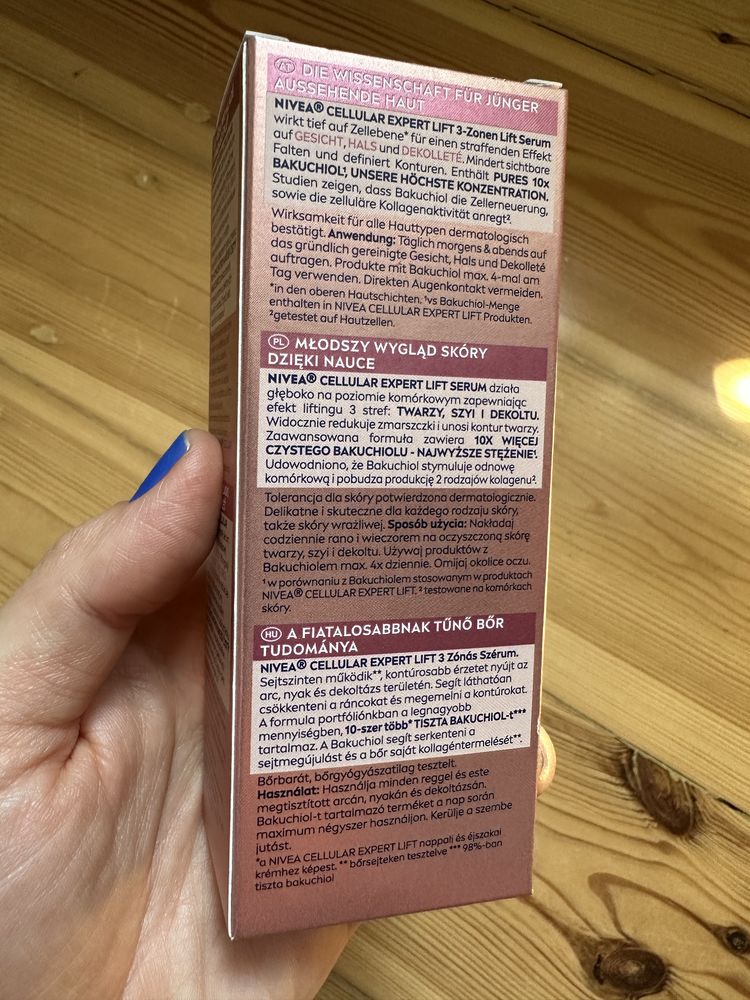 AT DIE WISSENSCHAFT FÜR JÜNGER
AUSSEHENDE HAUT
NIVEA® CELLULAR EXPERT LIFT 3-Zonen Lift Serum
wirkt tief auf Zellebene* für einen straffenden Effekt
auf GESICHT, HALS und DEKOLLETÉ. Mindert sichtbare
Falten und definiert Konturen. Enthält PURES 10x
BAKUCHIOL¹, UNSERE HÖCHSTE KONZENTRATION.
Studien zeigen, dass Bakuchiol die Zellerneuerung,
sowie die zelluläre Kollagenaktivität anregt².
Wirksamkeit für alle Hauttypen dermatologisch
bestätigt. Anwendung: Täglich morgens & abends auf
das gründlich gereinigte Gesicht, Hals und Dekolleté
auftragen. Produkte mit Bakuchiol max. 4-mal am
Tag verwenden. Direkten Augenkontakt vermeiden.
*in den oberen Hautschichten. ¹vs Bakuchiol-Menge
enthalten in NIVEA CELLULAR EXPERT LIFT Produkten.
²getestet auf Hautzellen.
PL MŁODSZY WYGLĄD SKÓRY
DZIĘKI NAUCE
NIVEA® CELLULAR EXPERT LIFT SERUM działa
głęboko na poziomie komórkowym zapewniając
efekt liftingu 3 stref: TWARZY, SZYI I DEKOLTU.
Widocznie redukuje zmarszczki i unosi kontur twarzy.
Zaawansowana formuła zawiera 10X WIĘCEJ
CZYSTEGO BAKUCHIOLU - NAJWYŻSZE STĘŻENIE¹.
Udowodniono, że Bakuchiol stymuluje odnowę
komórkową i pobudza produkcję 2 rodzajów kolagenu².
Tolerancja dla skóry potwierdzona dermatologicznie.
Delikatne i skuteczne dla każdego rodzaju skóry,
także skóry wrażliwej. Sposób użycia: Nakładaj
codziennie rano i wieczorem na oczyszczoną skórę
twarzy, szyi i dekoltu. Używaj produktów z
Bakuchiolem max. 4x dziennie. Omijaj okolice oczu.
¹ w porównaniu z Bakuchiolem stosowanym w produktach
NIVEA® CELLULAR EXPERT LIFT. ² testowane na komórkach
skóry.
HU A FIATALOSABBNAK TŰNŐ BŐR
TUDOMÁNYA
NIVEA® CELLULAR EXPERT LIFT 3 Zónás Szérum.
Sejtszinten működik**, kontúrosabb érzetet nyújt az
arc, nyak és dekoltázs területén. Segít láthatóan
csökkenteni a ráncokat és megemelni a kontúrokat.
A formula portfóliónkban a legnagyobb
mennyiségben, 10-szer több* TISZTA BAKUCHIOL-t***
tartalmaz. A Bakuchiol segít serkenteni a
sejtmegújulást és a bőr saját kollagéntermelését**.
Bőrbarát, bőrgyógyászatilag tesztelt.
Használat: Használja minden reggel és este
megtisztított arcán, nyakán és dekoltázsán.
Bakuchiol-t tartalmazó terméket a nap során
maximum négyszer használjon. Kerülje a szembe
jutást.
*a NIVEA CELLULAR EXPERT LIFT nappali és éjszakai
krémhez képest. ** bőrsejteken tesztelve *** 98%-ban
tiszta bakuchiol